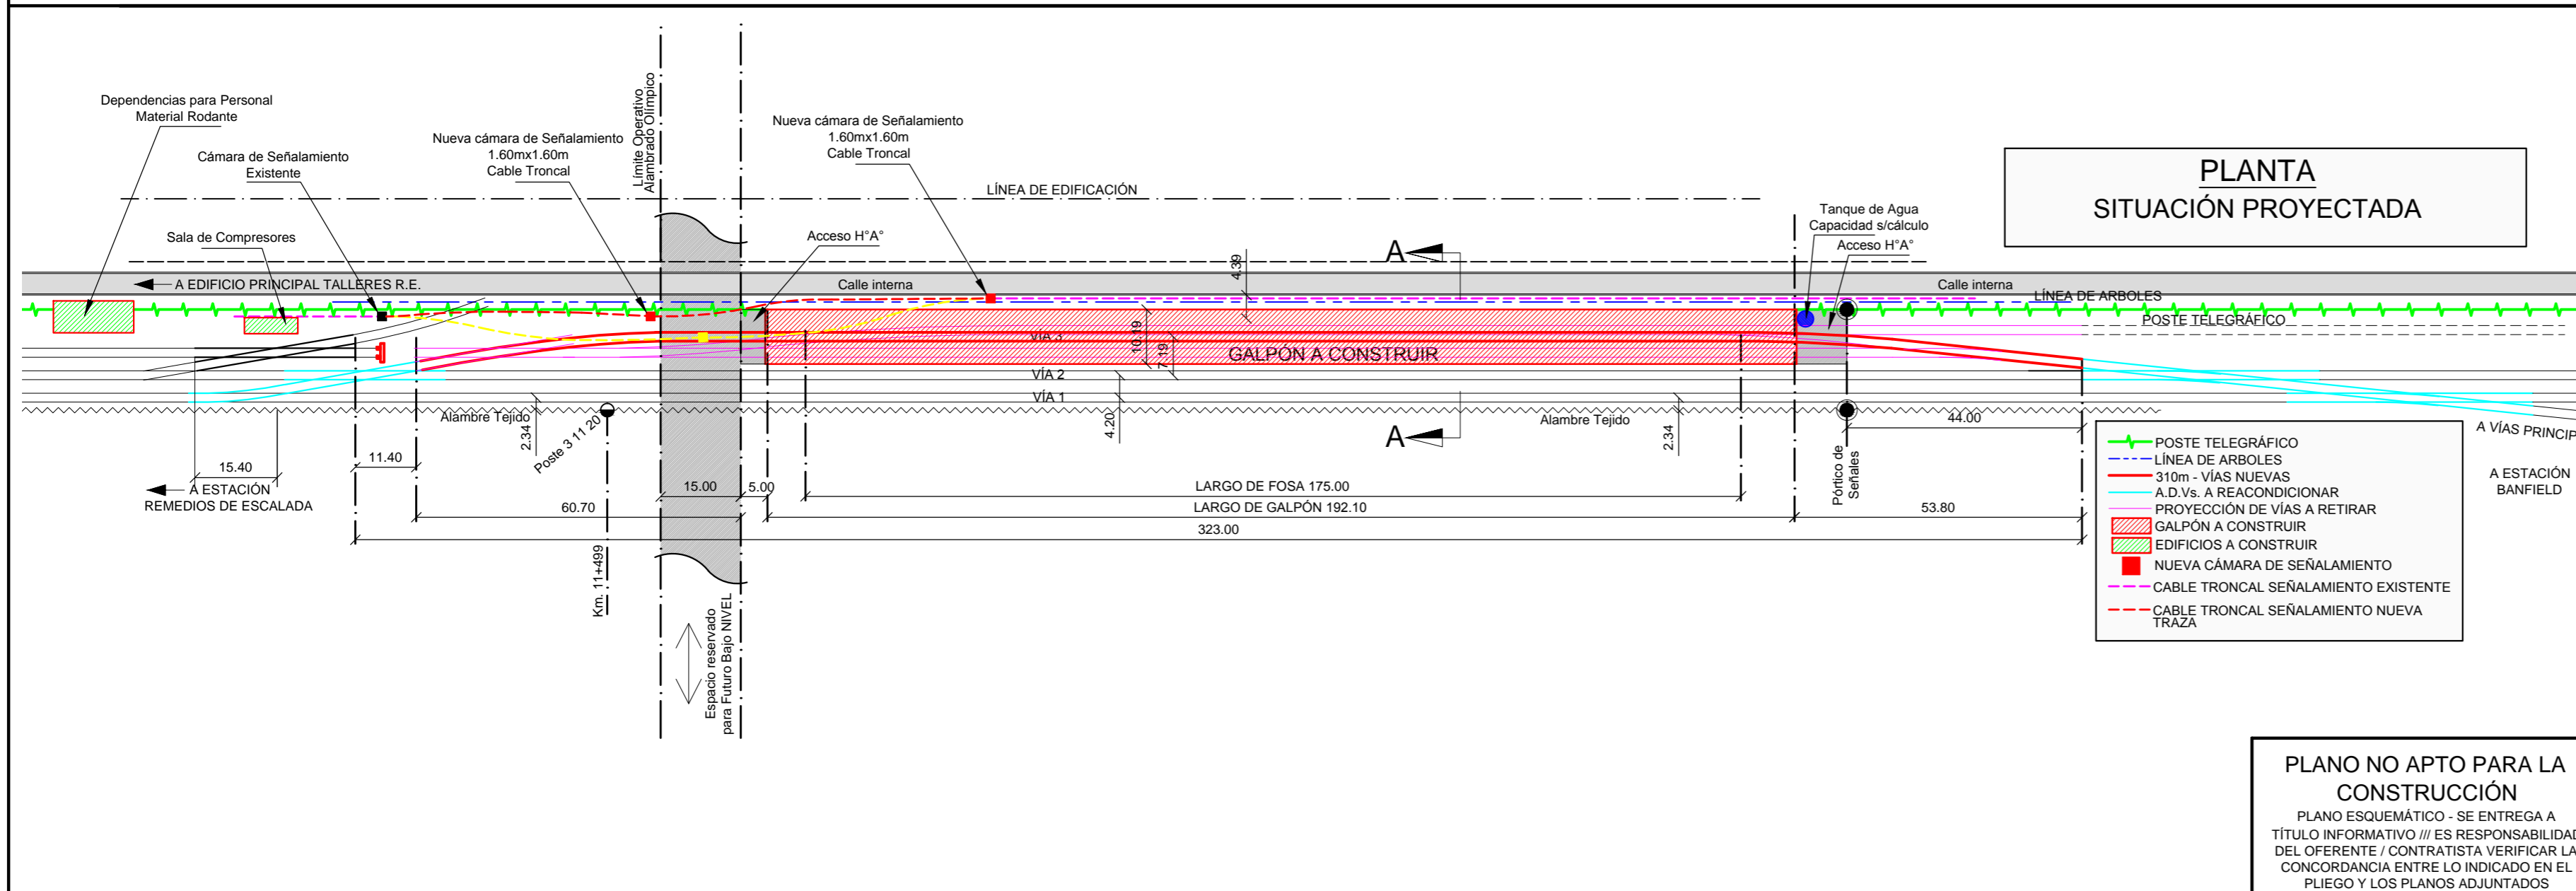 Dependencias para Personal
Material Rodante
Cámara de Señalamiento
Existente
Sala de Compresores
Nueva cámara de Señalamiento
1.60mx1.60m
Cable Troncal
Límite Operativo
Alambrado Olímpico
Nueva cámara de Señalamiento
1.60mx1.60m
Cable Troncal
LÍNEA DE EDIFICACIÓN
Acceso H°A°
A
4.39
PLANTA
SITUACIÓN PROYECTADA
Tanque de Agua
Capacidad s/cálculo
Acceso H°A°
A EDIFICIO PRINCIPAL TALLERES R.E.
Calle interna
Calle interna
LÍNEA DE ARBOLES
POSTE TELEGRÁFICO
VÍA 3
10.19
7.19
GALPÓN A CONSTRUIR
VÍA 2
VÍA 1
Alambre Tejido
2.34
Poste 3 11 20
4.20
A
Alambre Tejido
2.34
44.00
A VÍAS PRINCIP
15.40
11.40
A ESTACIÓN
REMEDIOS DE ESCALADA
15.00
5.00
LARGO DE FOSA 175.00
60.70
LARGO DE GALPÓN 192.10
53.80
323.00
Pórtico de
Señales
A ESTACIÓN
BANFIELD
Km. 11+499
Espacio reservado
para Futuro Bajo NIVEL
POSTE TELEGRÁFICO
LÍNEA DE ARBOLES
310m - VÍAS NUEVAS
A.D.Vs. A REACONDICIONAR
PROYECCIÓN DE VÍAS A RETIRAR
GALPÓN A CONSTRUIR
EDIFICIOS A CONSTRUIR
NUEVA CÁMARA DE SEÑALAMIENTO
CABLE TRONCAL SEÑALAMIENTO EXISTENTE
CABLE TRONCAL SEÑALAMIENTO NUEVA
TRAZA
PLANO NO APTO PARA LA
CONSTRUCCIÓN
PLANO ESQUEMÁTICO - SE ENTREGA A
TÍTULO INFORMATIVO /// ES RESPONSABILIDAD
DEL OFERENTE / CONTRATISTA VERIFICAR LA
CONCORDANCIA ENTRE LO INDICADO EN EL
PLIEGO Y LOS PLANOS ADJUNTADOS